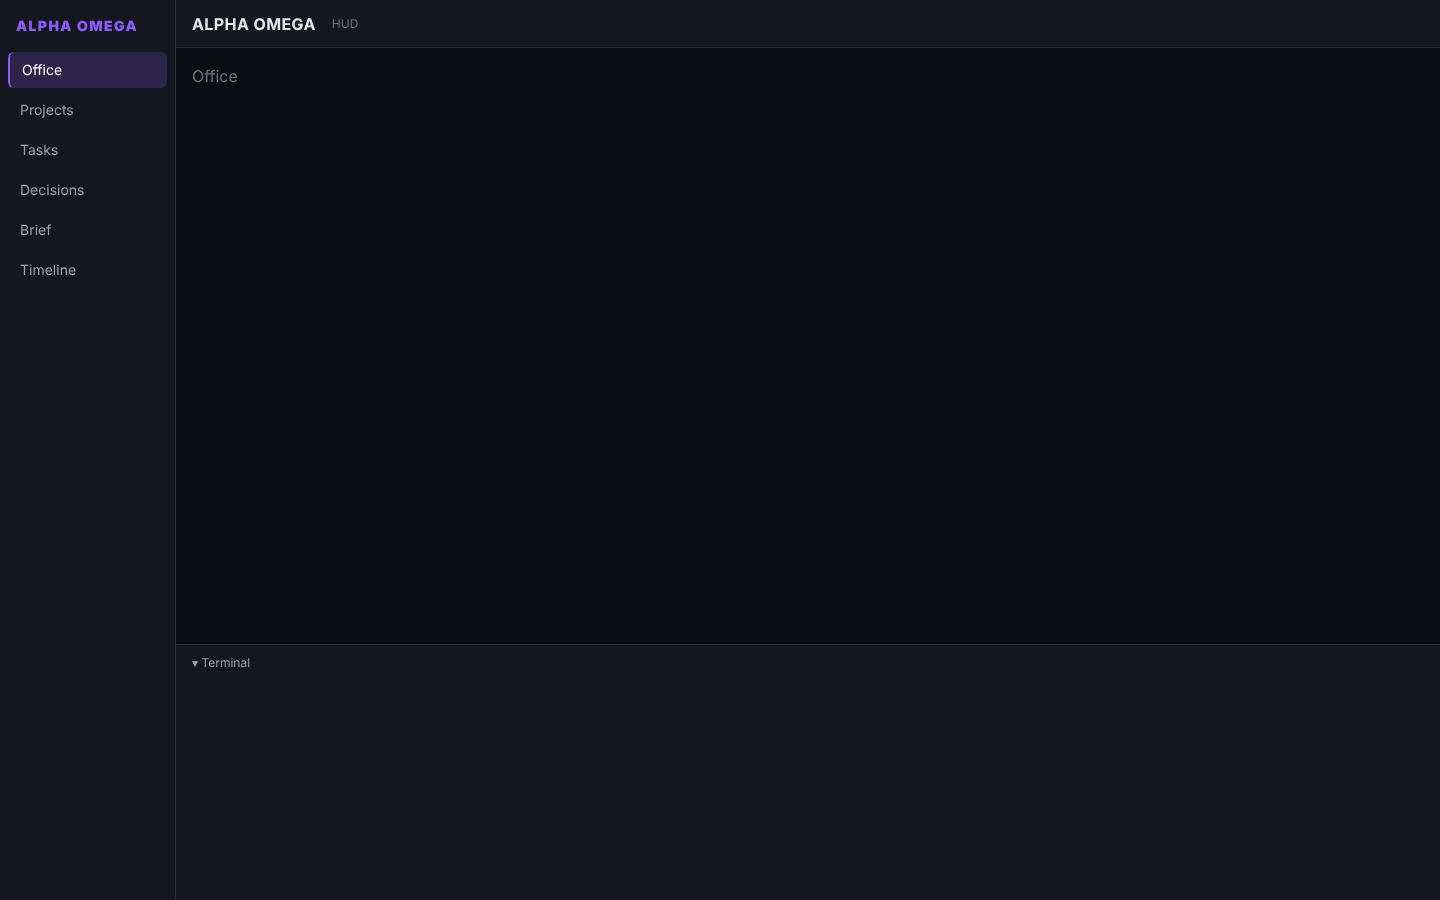 ALPHA OMEGA
Office
Projects
Tasks
Decisions
Brief
Timeline
ALPHA OMEGA HUD
Office
▾ Terminal